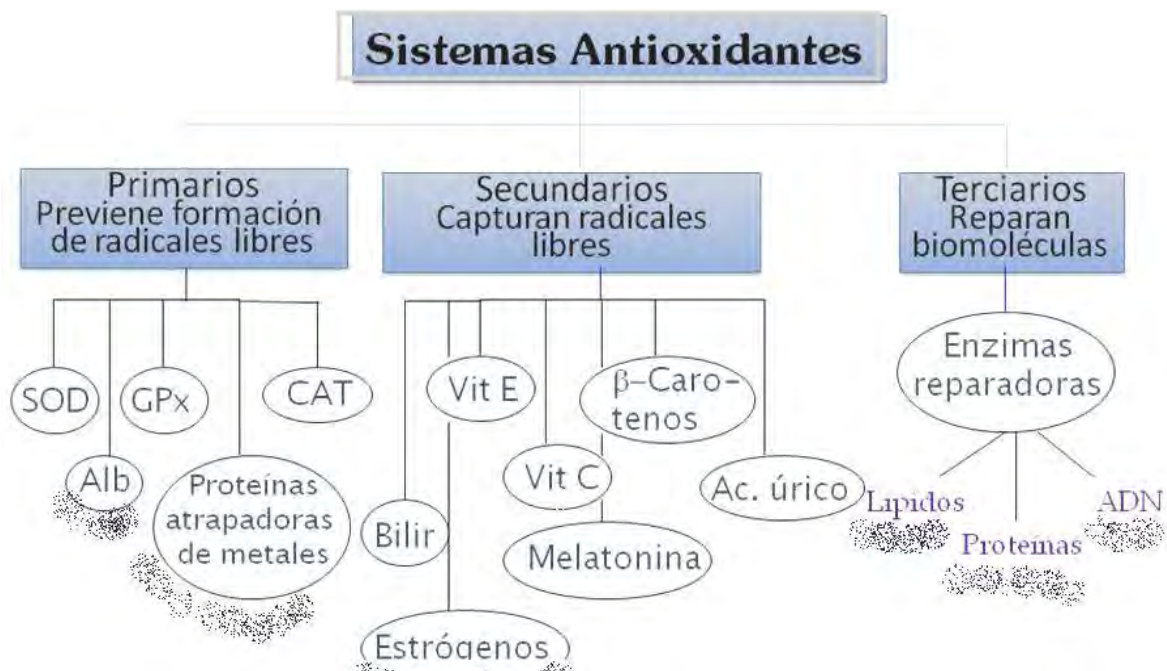 Sistemas Antioxidantes
Primarios
Previene formación
de radicales libres
Secundarios
Capturan radicales
libres
Terciarios
Reparan
biomoléculas
SOD
GPx
CAT
Alb
Proteínas
atrapadoras
de metales
Vit E
β–Caro-
tenos
Vit C
Ac. úrico
Bilir
Melatonina
Estrógenos
Enzimas
reparadoras
Lípidos
Proteínas
ADN